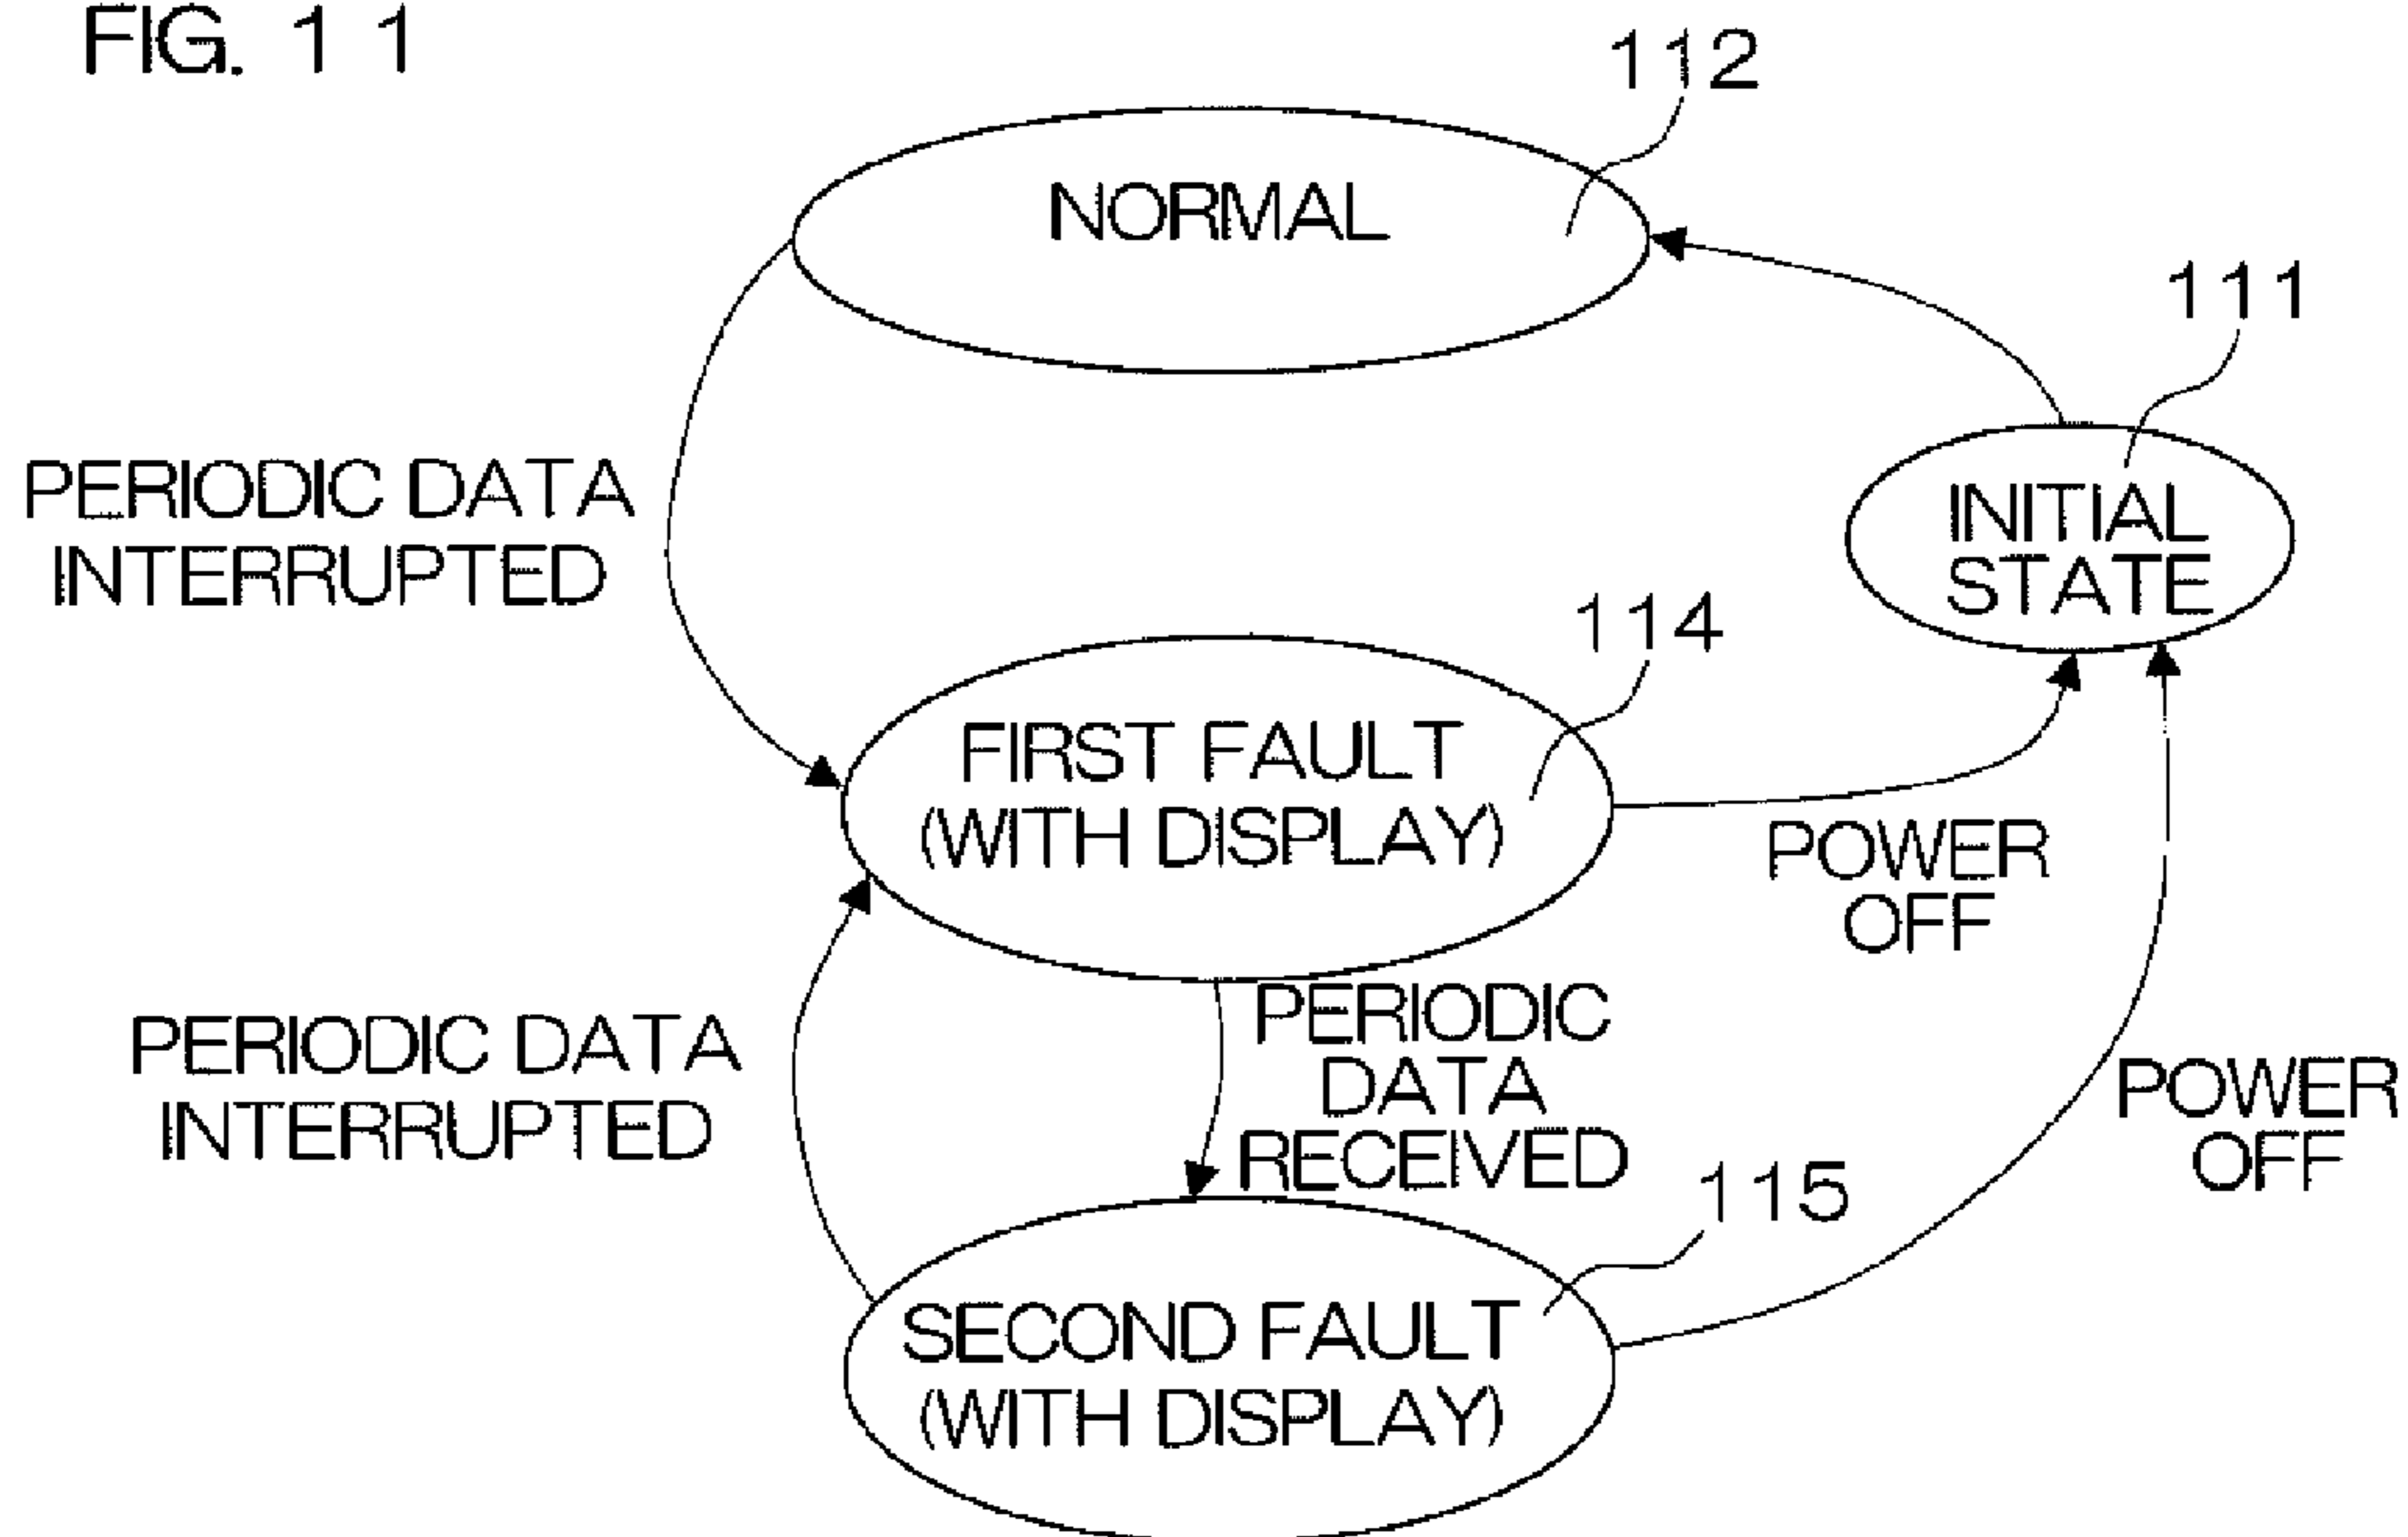 FIG. 11
112
NORMAL
111
PERIODIC DATA
INTERRUPTED
INITIAL
STATE
114
FIRST FAULT
(WITH DISPLAY)
POWER
OFF
PERIODIC
DATA
RECEIVED
PERIODIC DATA
INTERRUPTED
POWER
OFF
115
SECOND FAULT
(WITH DISPLAY)